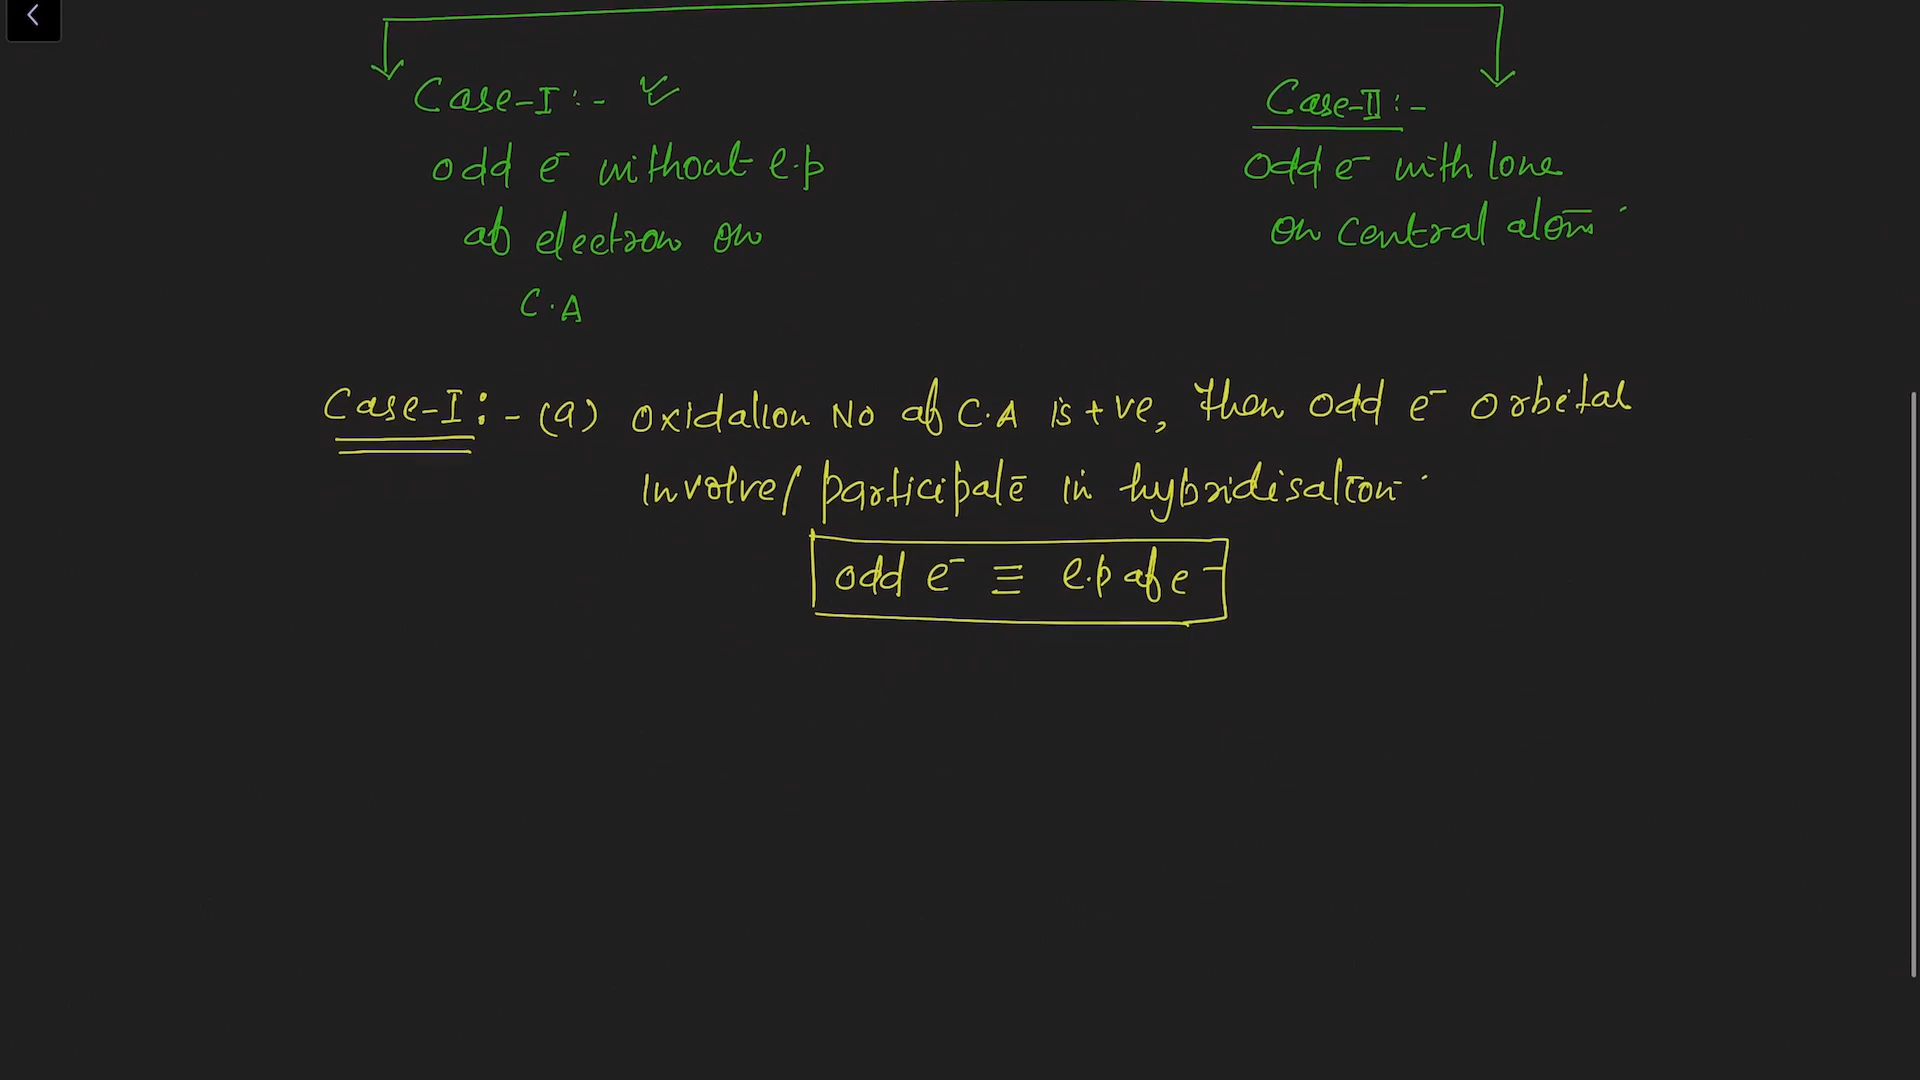 Case-I :-
odd e⁻ without l.p
of electron on
C.A
Case-II :-
odd e⁻ with lone
on central atom.
Case-I :- (a) oxidation No of C.A is +ve, Then odd e⁻ orbital
involve/participate in hybridisation.
odd e⁻ ≡ l.p of e⁻